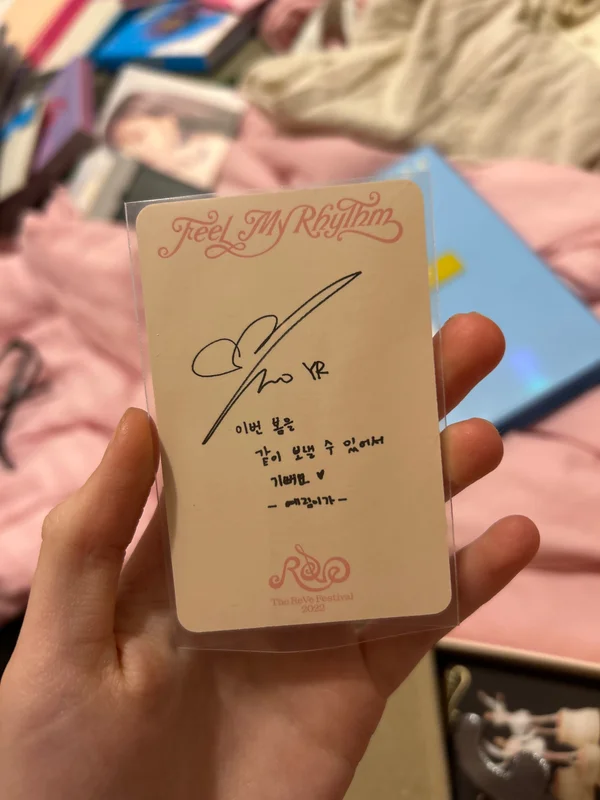 Feel My Rhythm
YR
이번 봄을
같이 보낼 수 있어서
기뻐요 ♥
- 예림이가 -
ReVe
The ReVe Festival
2022